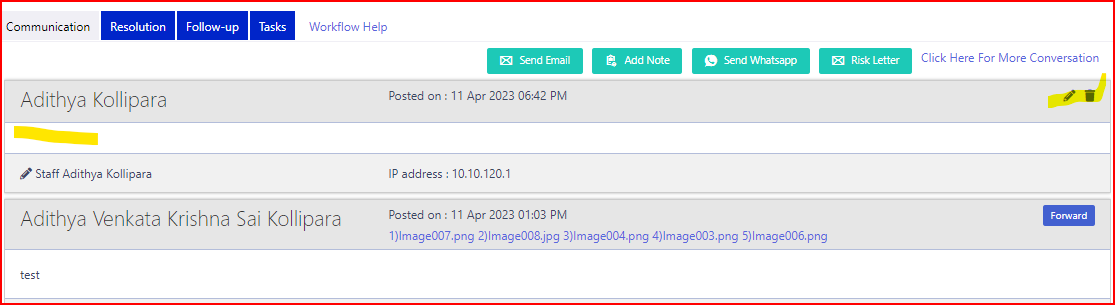 Communication Resolution Follow-up Tasks Workflow Help
Send Email Add Note Send Whatsapp Risk Letter Click Here For More Conversation
Adithya Kollipara Posted on : 11 Apr 2023 06:42 PM
Staff Adithya Kollipara IP address : 10.10.120.1
Adithya Venkata Krishna Sai Kollipara Posted on : 11 Apr 2023 01:03 PM Forward
1)Image007.png 2)Image008.jpg 3)Image004.png 4)Image003.png 5)Image006.png
test